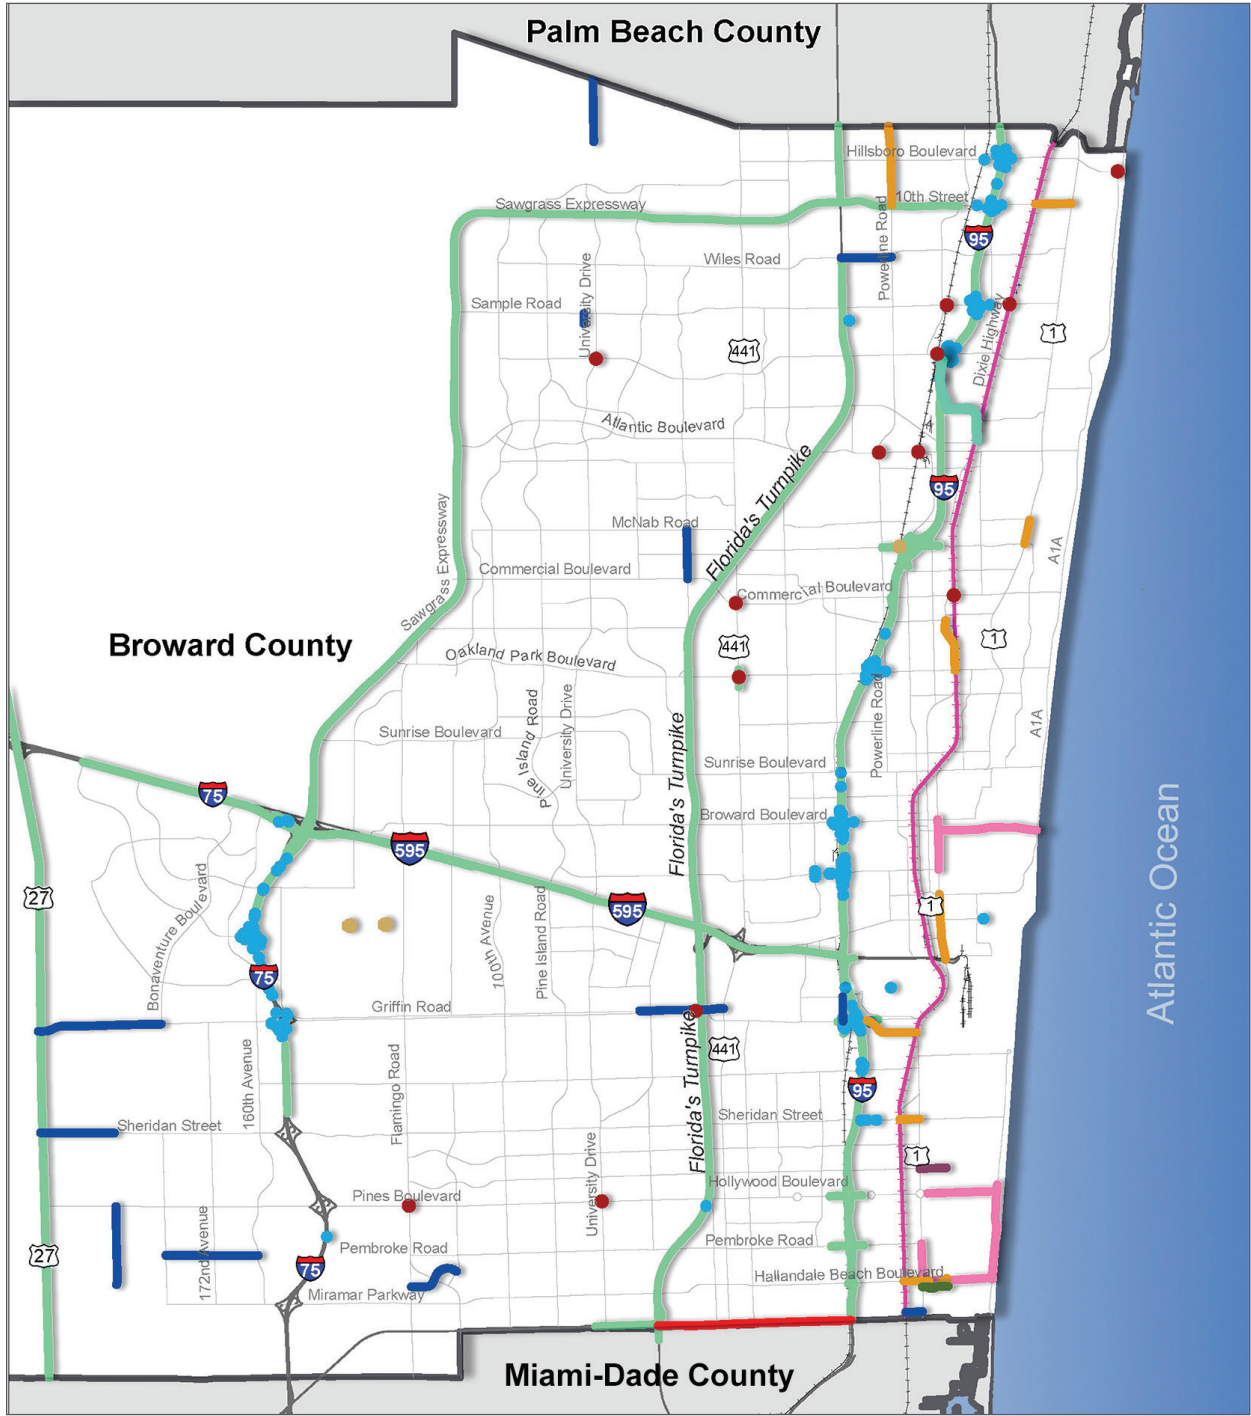 Palm Beach County
Hillsboro Boulevard
10th Street
Sawgrass Expressway
Powerline Road
95
Wiles Road
University Drive
Sample Road
Dixie Highway
1
441
Atlantic Boulevard
95
Florida's Turnpike
McNab Road
Sawgrass Expressway
A1A
Commercial Boulevard
Commercial Boulevard
Broward County
441
1
Oakland Park Boulevard
Pine Island Road
University Drive
Powerline Road
A1A
Sunrise Boulevard
Florida's Turnpike
Sunrise Boulevard
75
Broward Boulevard
595
Atlantic Ocean
27
Bonaventure Boulevard
595
1
100th Avenue
Pine Island Road
75
Griffin Road
Florida's Turnpike
441
160th Avenue
Flamingo Road
95
Sheridan Street
Sheridan Street
University Drive
1
Hollywood Boulevard
Pines Boulevard
172nd Avenue
27
Pembroke Road
Pembroke Road
75
Hallandale Beach Boulevard
Miramar Parkway
Miami-Dade County